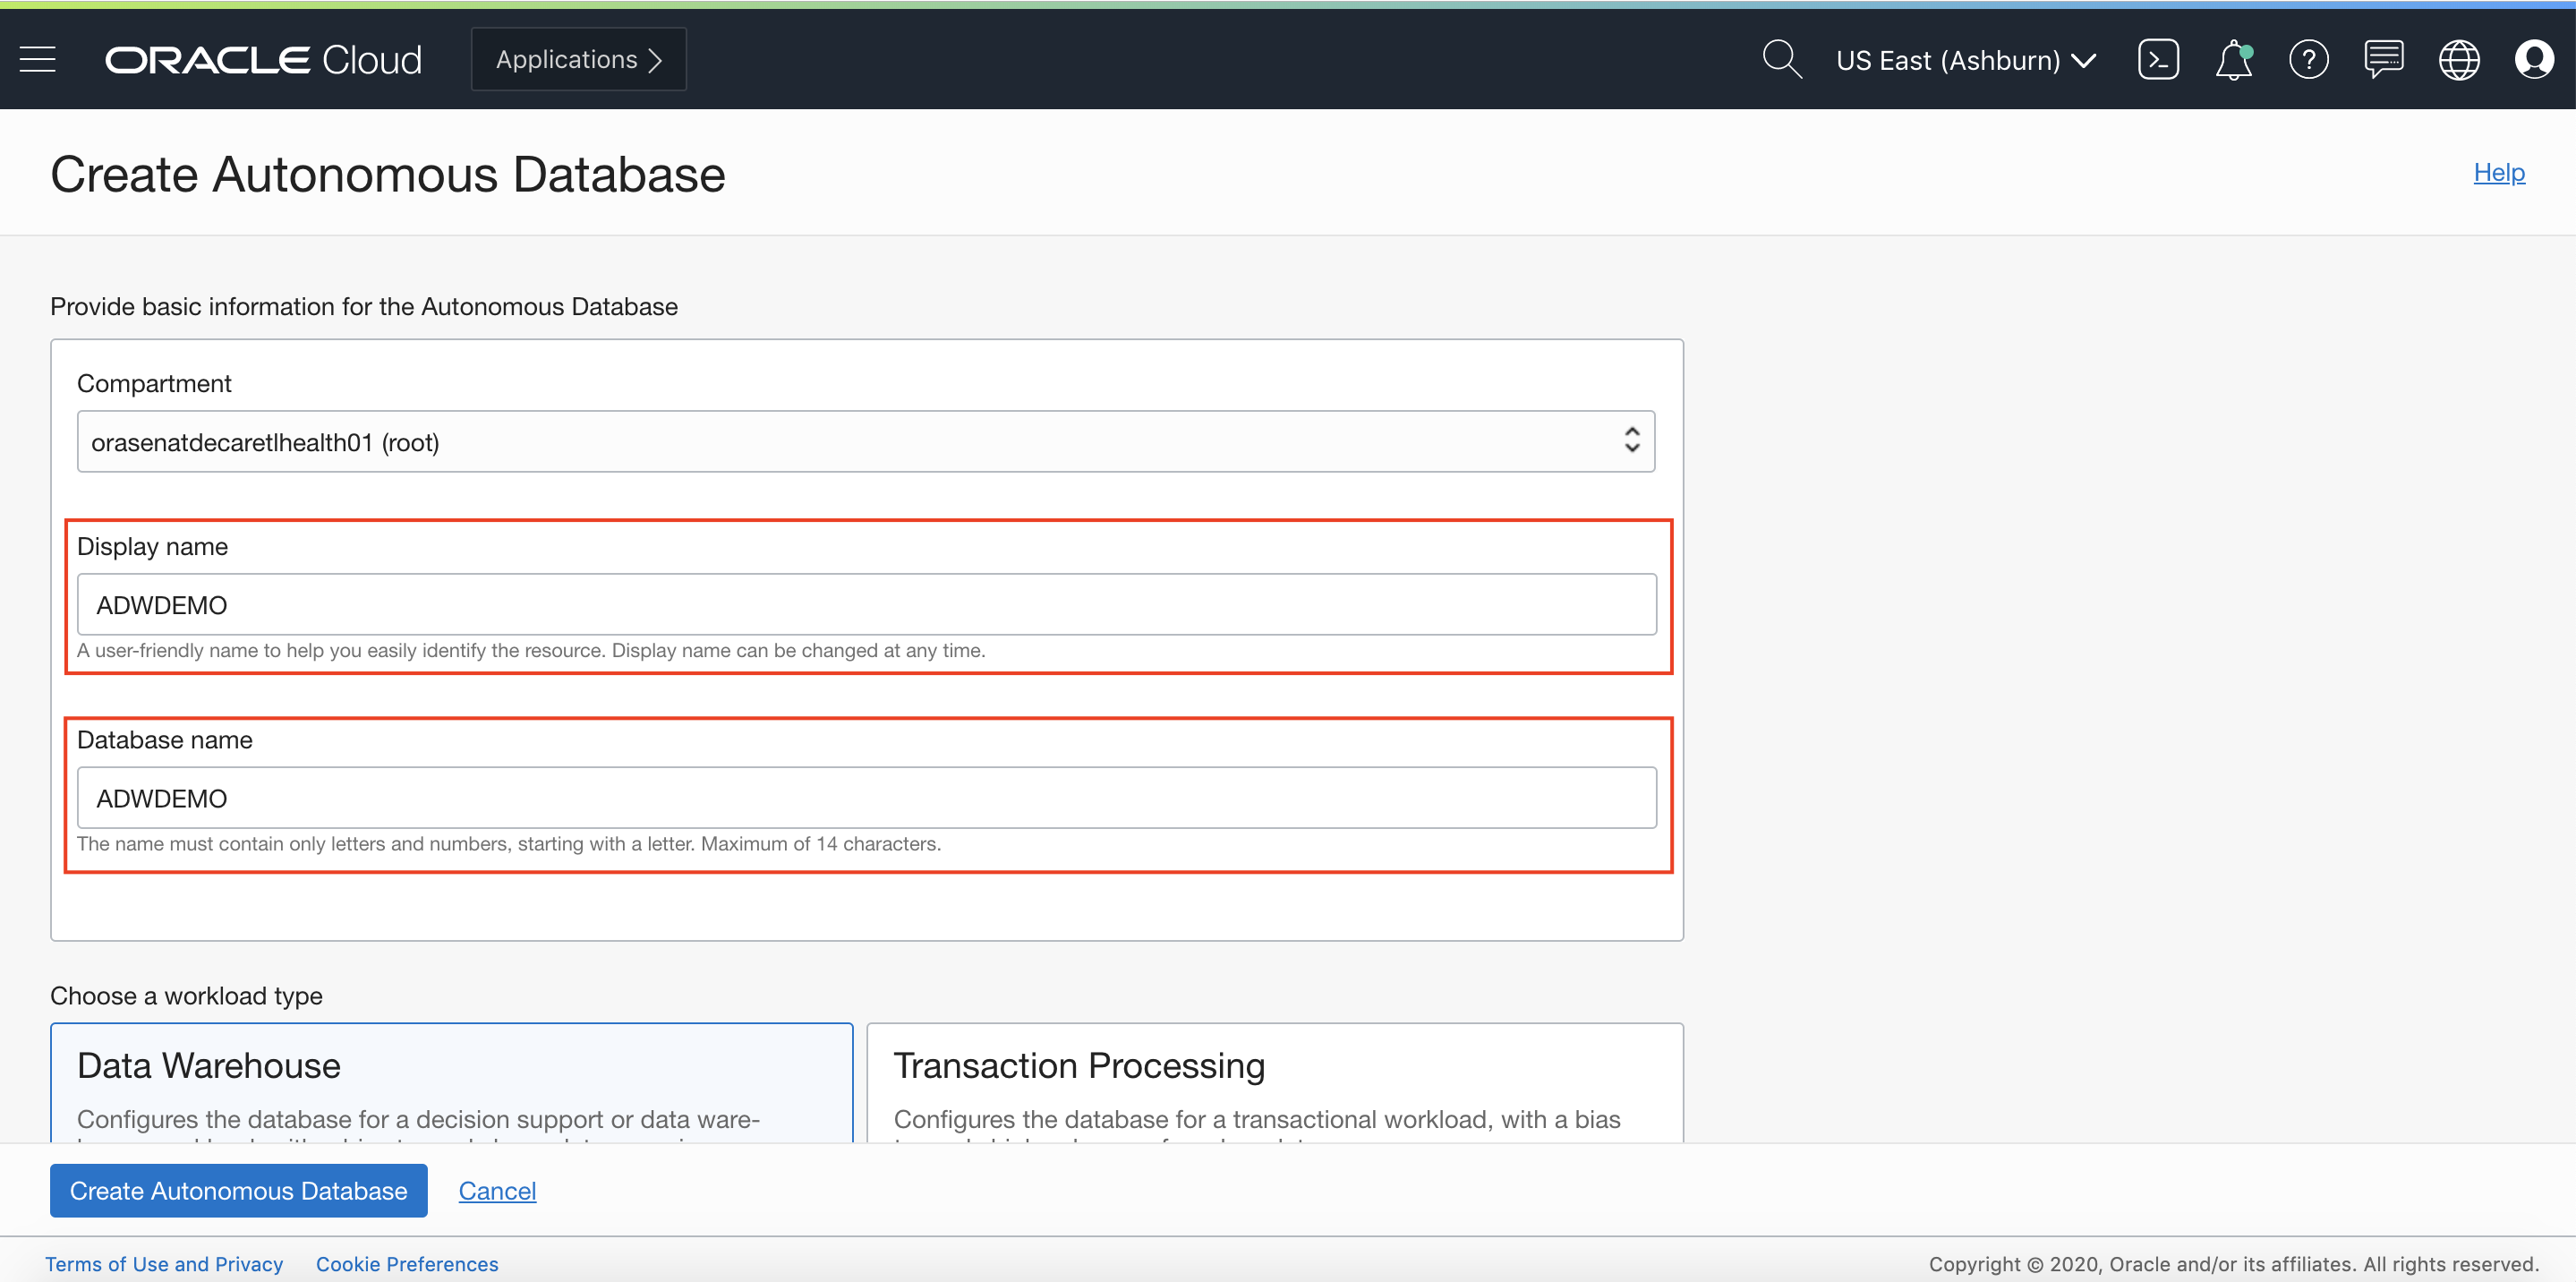 ORACLE Cloud
Applications
US East (Ashburn)
Create Autonomous Database
Help
Provide basic information for the Autonomous Database
Compartment
orasenatdecaretlhealth01 (root)
Display name
ADWDEMO
A user-friendly name to help you easily identify the resource. Display name can be changed at any time.
Database name
ADWDEMO
The name must contain only letters and numbers, starting with a letter. Maximum of 14 characters.
Choose a workload type
Data Warehouse
Configures the database for a decision support or data ware-
Transaction Processing
Configures the database for a transactional workload, with a bias
Create Autonomous Database
Cancel
Terms of Use and Privacy
Cookie Preferences
Copyright © 2020, Oracle and/or its affiliates. All rights reserved.